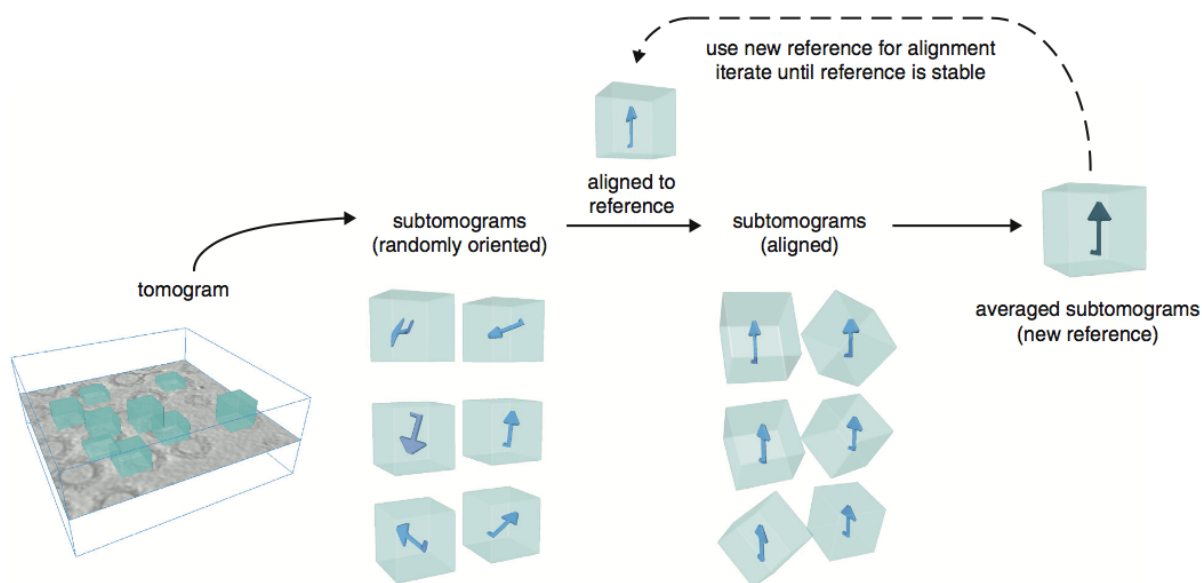 use new reference for alignment
iterate until reference is stable
aligned to
reference
subtomograms
(randomly oriented)
subtomograms
(aligned)
tomogram
averaged subtomograms
(new reference)